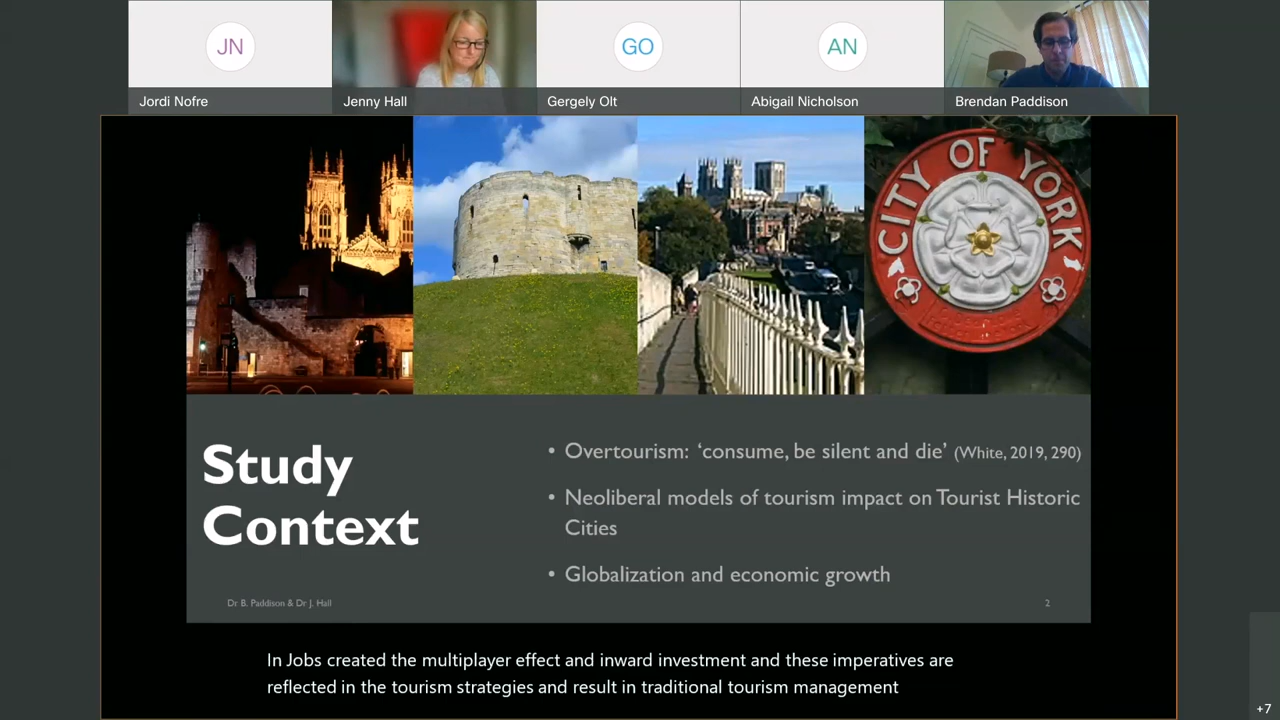 JN
GO
AN
Jordi Nofre
Jenny Hall
Gergely Olt
Abigail Nicholson
Brendan Paddison
CITY OF YORK
Study
Context
• Overtourism: ‘consume, be silent and die’ (White, 2019, 290)
• Neoliberal models of tourism impact on Tourist Historic
Cities
• Globalization and economic growth
Dr B. Paddison & Dr J. Hall
2
In Jobs created the multiplayer effect and inward investment and these imperatives are
reflected in the tourism strategies and result in traditional tourism management
+7